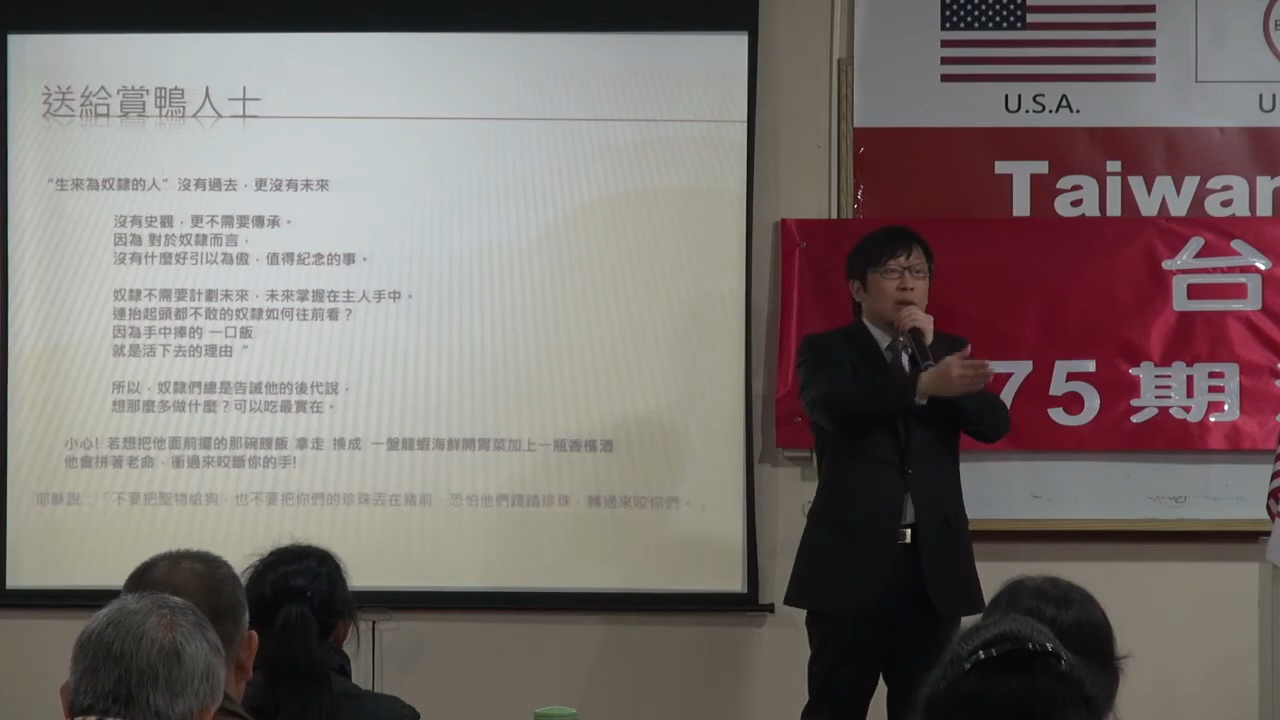 送給賞鴨人士
“生來為奴隸的人”沒有過去，更沒有未來
沒有史觀，更不需要傳承。
因為 對於奴隸而言，
沒有什麼好引以為傲，值得紀念的事。
奴隸不需要計劃未來，未來掌握在主人手中。
連抬起頭都不敢的奴隸如何往前看？
因為手中捧的 一口飯
就是活下去的理由 “
所以，奴隸們總是告誡他的後代說，
想那麼多做什麼？可以吃最實在。
小心! 若想把他面前擺的那碗餿飯 拿走 換成 一盤龍蝦海鮮開胃菜加上一瓶香檳酒
他會拼著老命，衝過來咬斷你的手!
耶穌說：「不要把聖物給狗，也不要把你們的珍珠丟在豬前，恐怕他們踐踏珍珠，轉過來咬你們。」
U.S.A.
U
Taiwan
台
75期